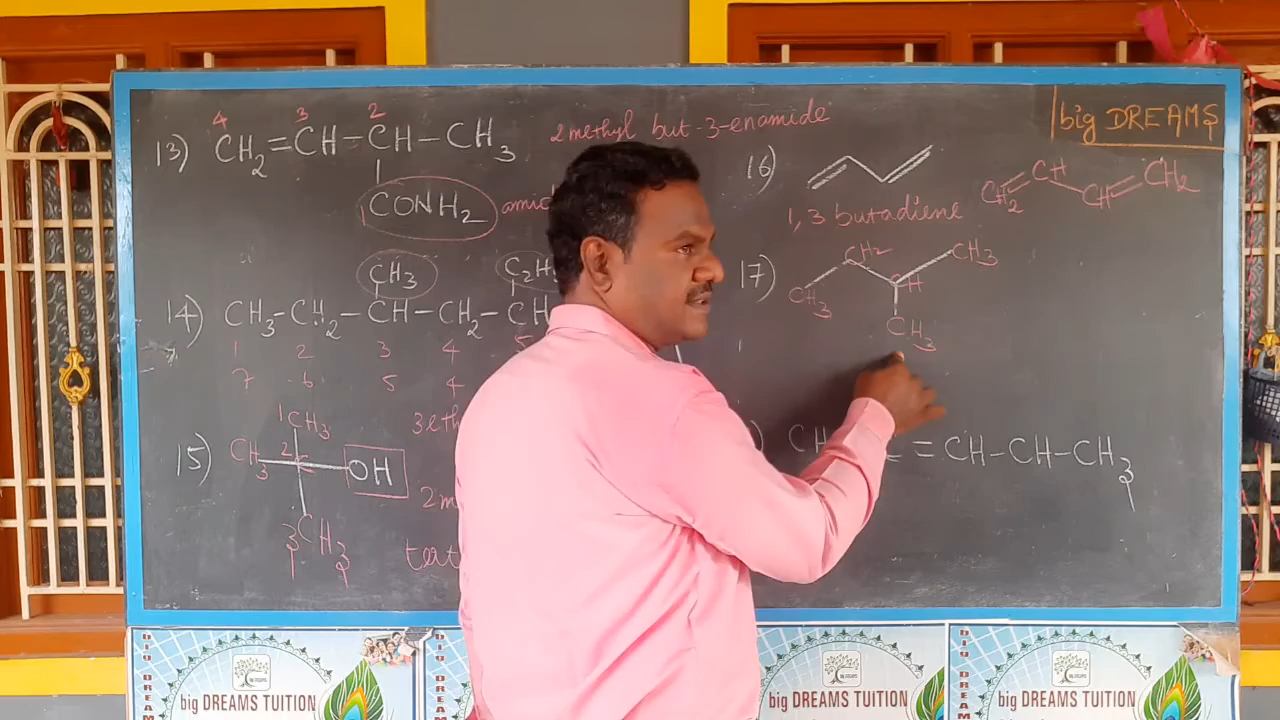 big DREAMS
13) CH2=CH-CH-CH3
4 3 2
CONH2
2 methyl but-3-enamide
CH3
14) CH3-CH2-CH-CH2-CH
1 2 3 4 5
7 6 5 4
15)
1CH3
CH3 2 OH
3CH3
16)
CH2=CH-CH=CH2
1,3 butadiene
17)
CH2 CH3
CH3 CH
CH3
=CH-CH-CH3
big DREAMS TUITION
big DREAMS TUITION
big DREAMS TUITION